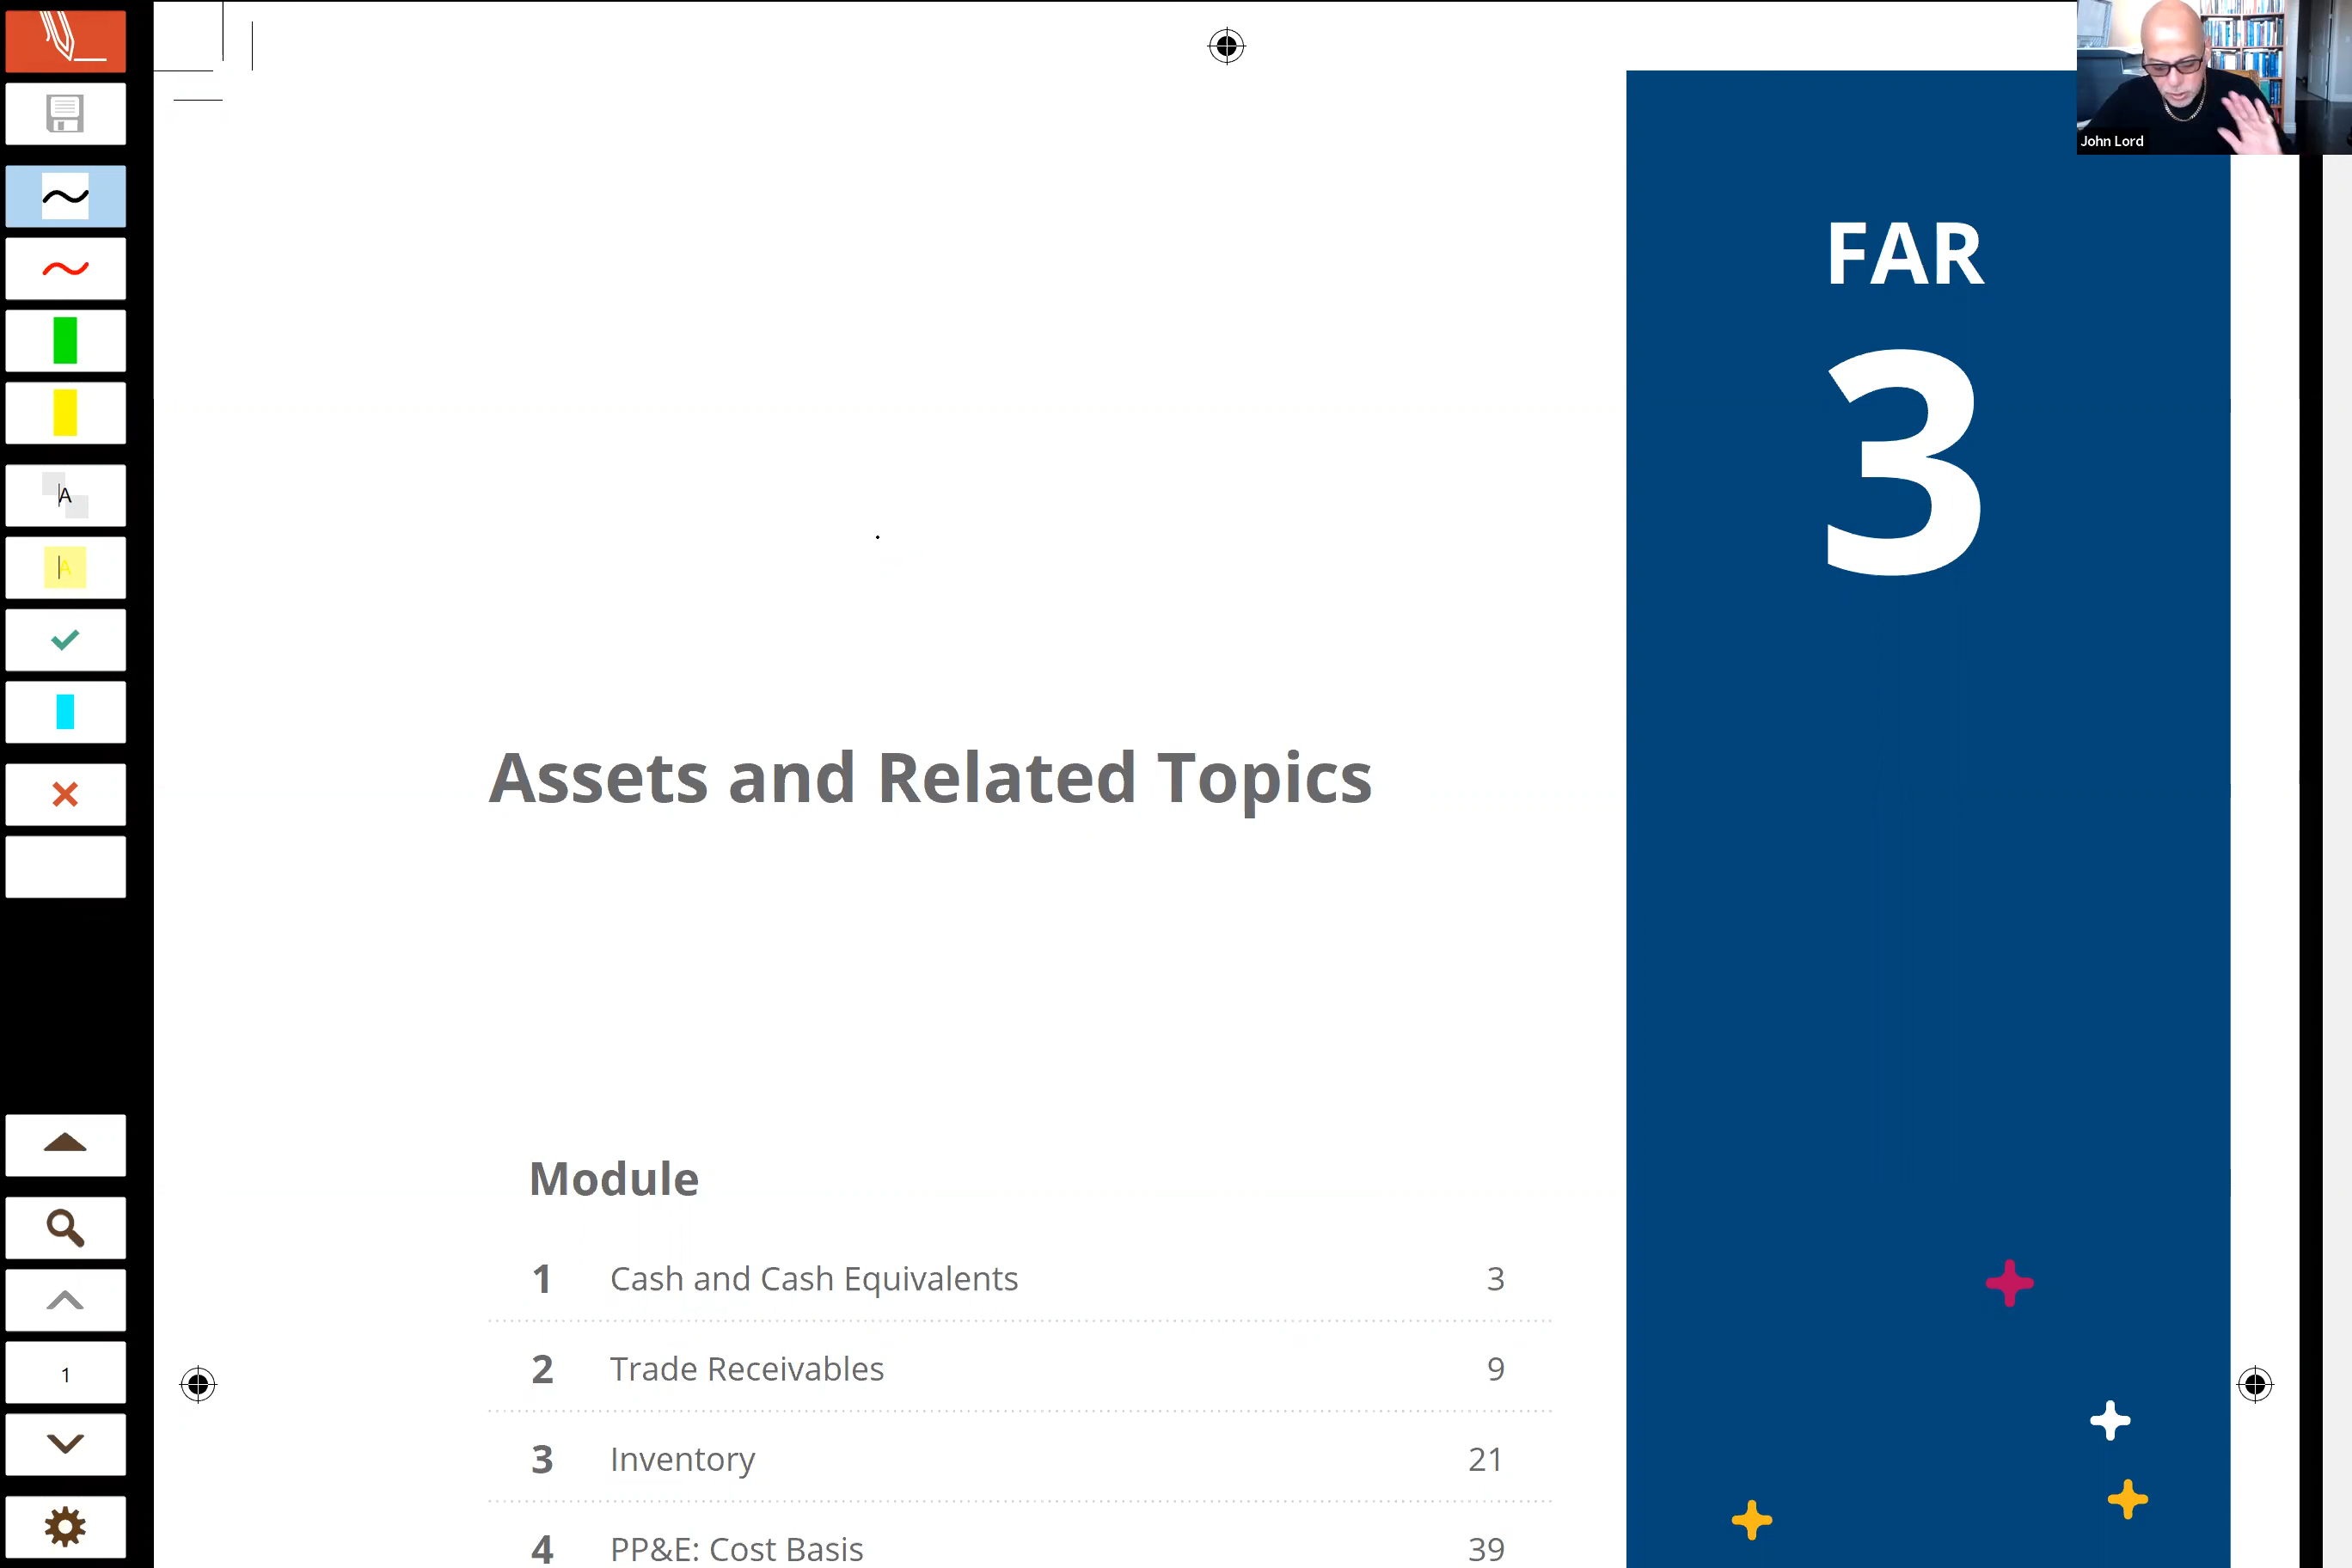 John Lord
FAR
3
A
A
Assets and Related Topics
Module
1 Cash and Cash Equivalents 3
2 Trade Receivables 9
3 Inventory 21
4 PP&E: Cost Basis 39
1